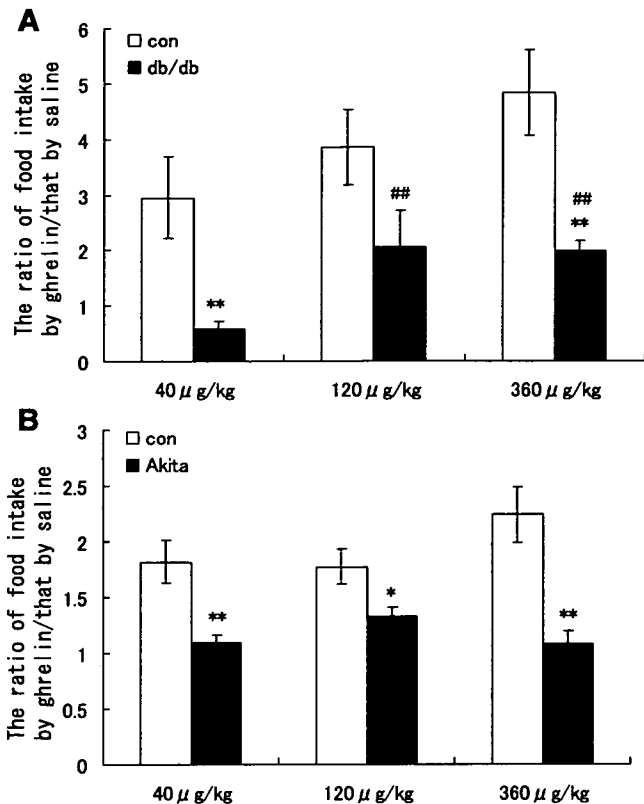 A
The ratio of food intake
by ghrelin/that by saline
con
db/db
6
5
4
3
2
1
0
**
##
##
**
40 μ g/kg 120 μ g/kg 360 μ g/kg
B
The ratio of food intake
by ghrelin/that by saline
con
Akita
3
2.5
2
1.5
1
0.5
0
**
*
**
40 μ g/kg 120 μ g/kg 360 μ g/kg